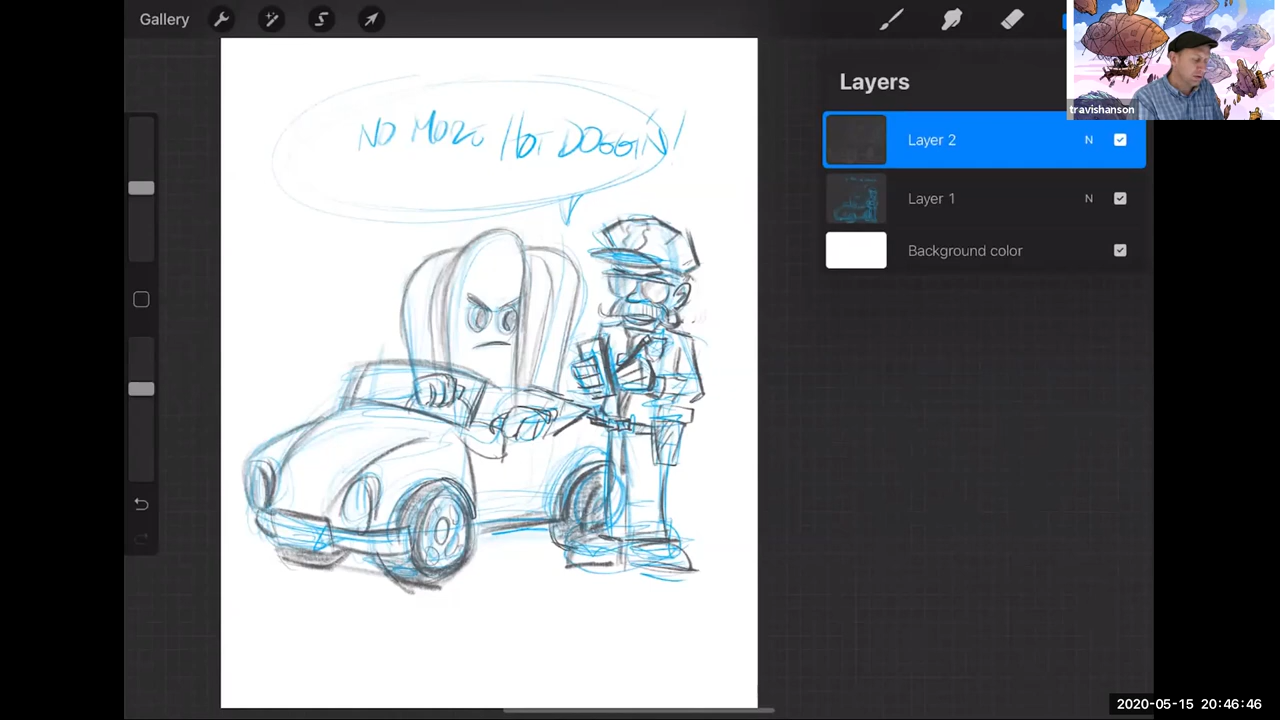 Gallery
NO MORE HOT DOGGIN!
Layers
Layer 2 N
Layer 1 N
Background color
travishanson
2020-05-15 20:46:46